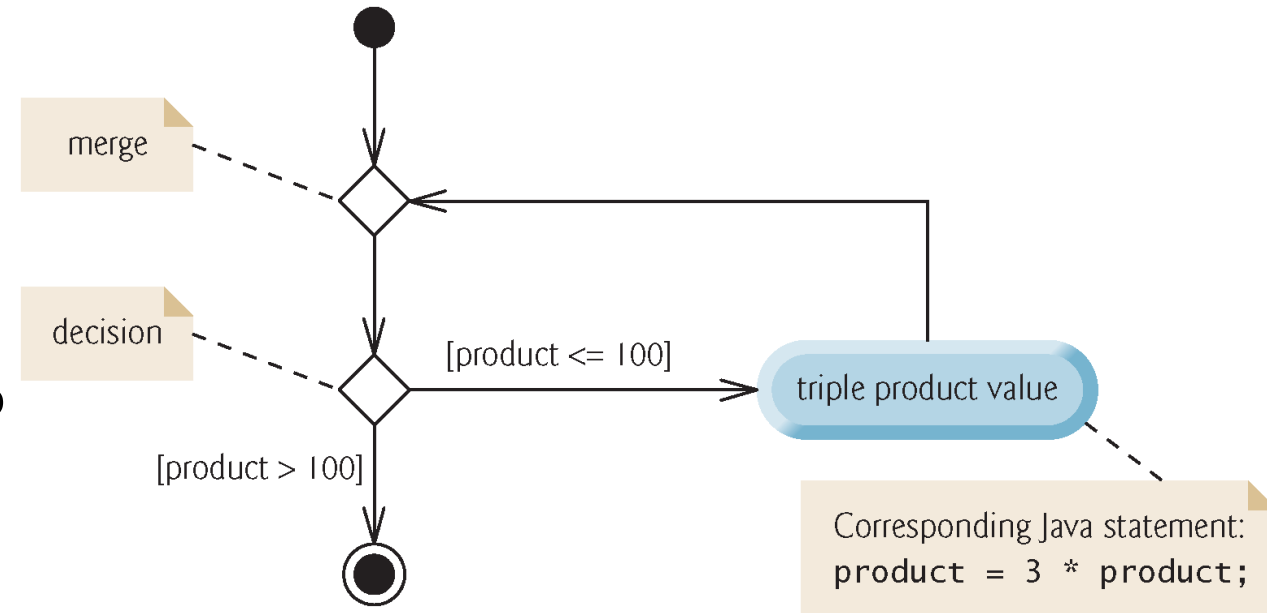 merge
decision
[product <= 100]
triple product value
[product > 100]
Corresponding Java statement:
product = 3 * product;